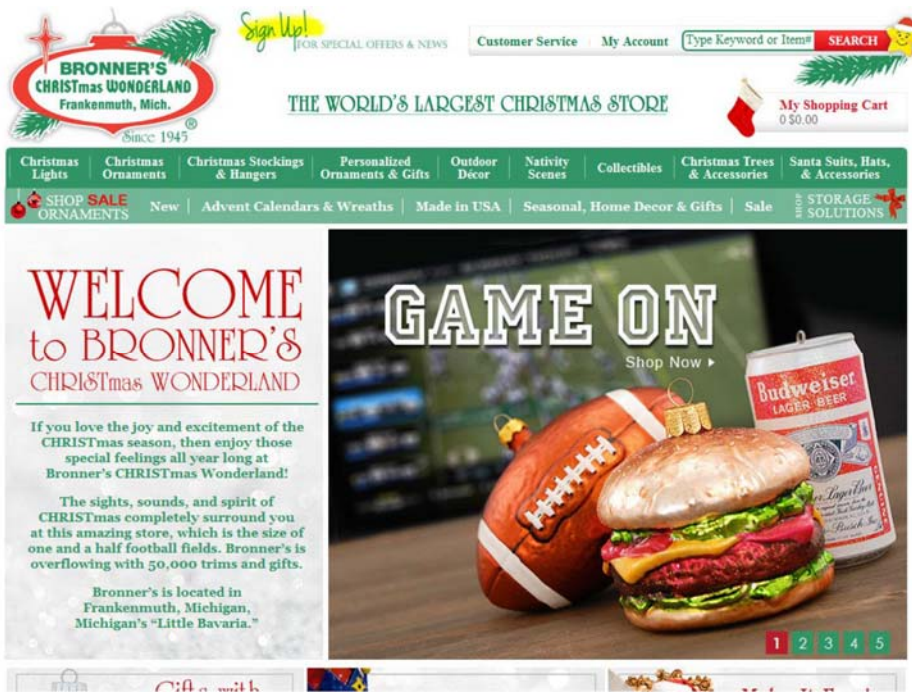 BRONNER'S
CHRISTmas WONDERLAND
Frankenmuth, Mich.
®
Since 1945
Sign Up!
FOR SPECIAL OFFERS & NEWS
Customer Service
My Account
Type Keyword or Item#
SEARCH
THE WORLD'S LARGEST CHRISTMAS STORE
My Shopping Cart
0 $0.00
Christmas
Lights
Christmas
Ornaments
Christmas Stockings
& Hangers
Personalized
Ornaments & Gifts
Outdoor
Décor
Nativity
Scenes
Collectibles
Christmas Trees
& Accessories
Santa Suits, Hats,
& Accessories
SHOP SALE
ORNAMENTS
New
Advent Calendars & Wreaths
Made in USA
Seasonal, Home Decor & Gifts
Sale
SHOP
STORAGE
SOLUTIONS
WELCOME
to BRONNER'S
CHRISTmas WONDERLAND
If you love the joy and excitement of the
CHRISTmas season, then enjoy those
special feelings all year long at
Bronner's CHRISTmas Wonderland!
The sights, sounds, and spirit of
CHRISTmas completely surround you
at this amazing store, which is the size of
one and a half football fields. Bronner's is
overflowing with 50,000 trims and gifts.
Bronner's is located in
Frankenmuth, Michigan,
Michigan's "Little Bavaria."
GAME ON
Shop Now
Budweiser
LAGER BEER
GENUINE
1 2 3 4 5
Gifts with